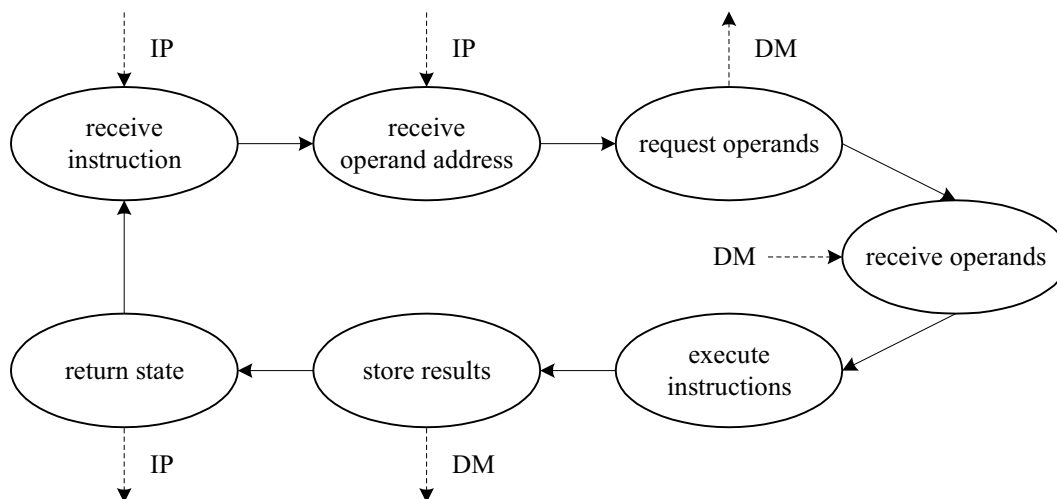 IP
IP
DM
receive
instruction
receive
operand address
request operands
DM
receive operands
return state
store results
execute
instructions
IP
DM